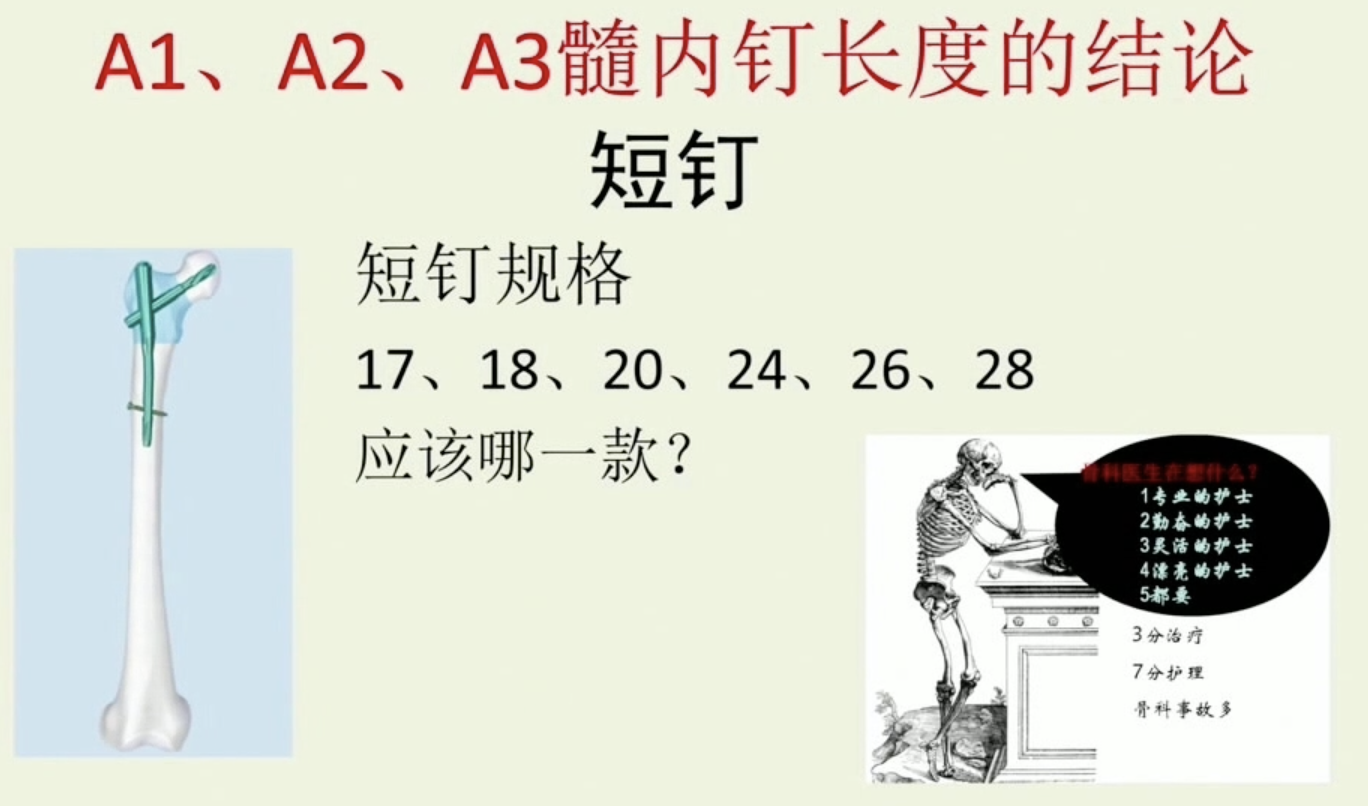 A1、A2、A3髓内钉长度的结论
短钉
短钉规格
17、18、20、24、26、28
应该哪一款？
骨科医生在想什么？
1专业的护士
2勤奋的护士
3灵活的护士
4漂亮的护士
5都要
3分治疗
7分护理
骨科事故多